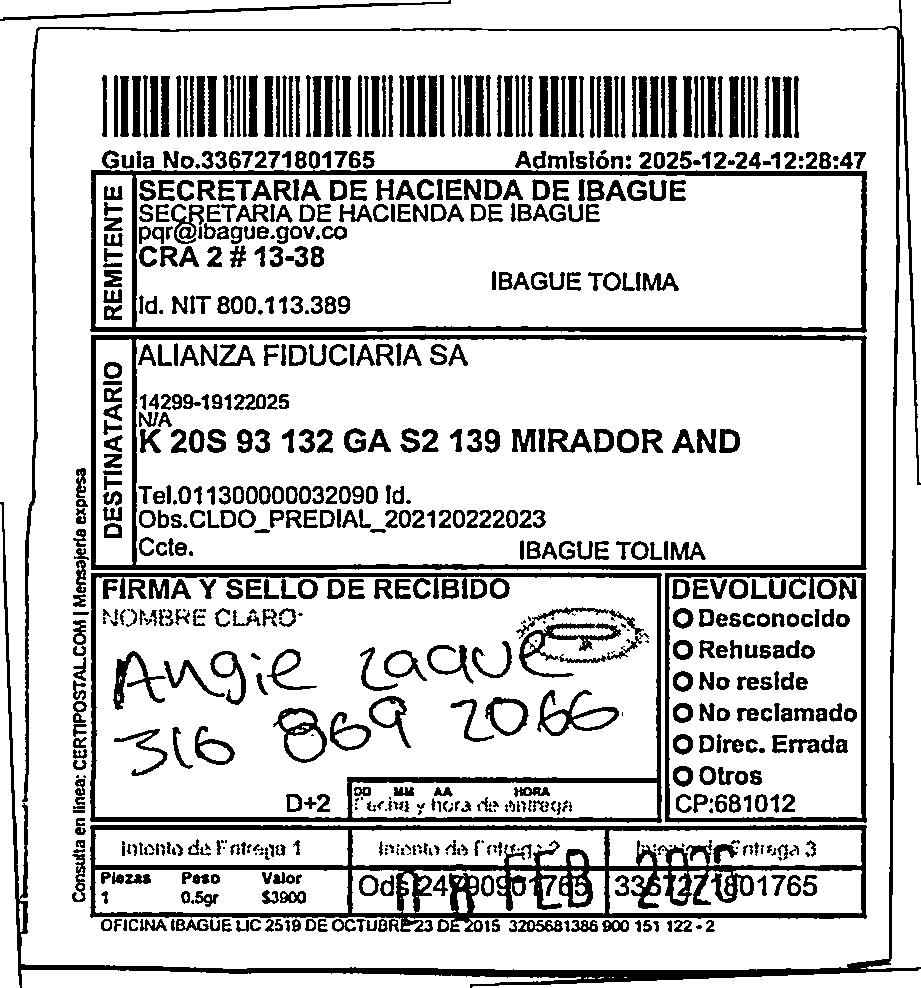 Guia No.3367271801765 Admisión: 2025-12-24-12:28:47
REMITENTE
SECRETARIA DE HACIENDA DE IBAGUE
SECRETARIA DE HACIENDA DE IBAGUE
pqr@ibague.gov.co
CRA 2 # 13-38
IBAGUE TOLIMA
Id. NIT 800.113.389
DESTINATARIO
ALIANZA FIDUCIARIA SA
14299-19122025
N/A
K 20S 93 132 GA S2 139 MIRADOR AND
Tel.011300000032090 Id.
Obs.CLDO_PREDIAL_202120222023
Ccte. IBAGUE TOLIMA
Consulta en linea: CERTIPOSTAL.COM | Mensajería expresa
FIRMA Y SELLO DE RECIBIDO
NOMBRE CLARO:
Angie zaque
316 869 2066
D+2
DD MM AA HORA
Fecha y hora de entrega
DEVOLUCION
Desconocido
Rehusado
No reside
No reclamado
Direc. Errada
Otros
CP:681012
Intento de Entrega 1 Intento de Entrega 2 Intento de Entrega 3
Piezas Peso Valor
1 0.5gr $3900
3367271801765
FEB 2026
OFICINA IBAGUE LIC 2519 DE OCTUBRE 23 DE 2015 3205681386 900 151 122 - 2